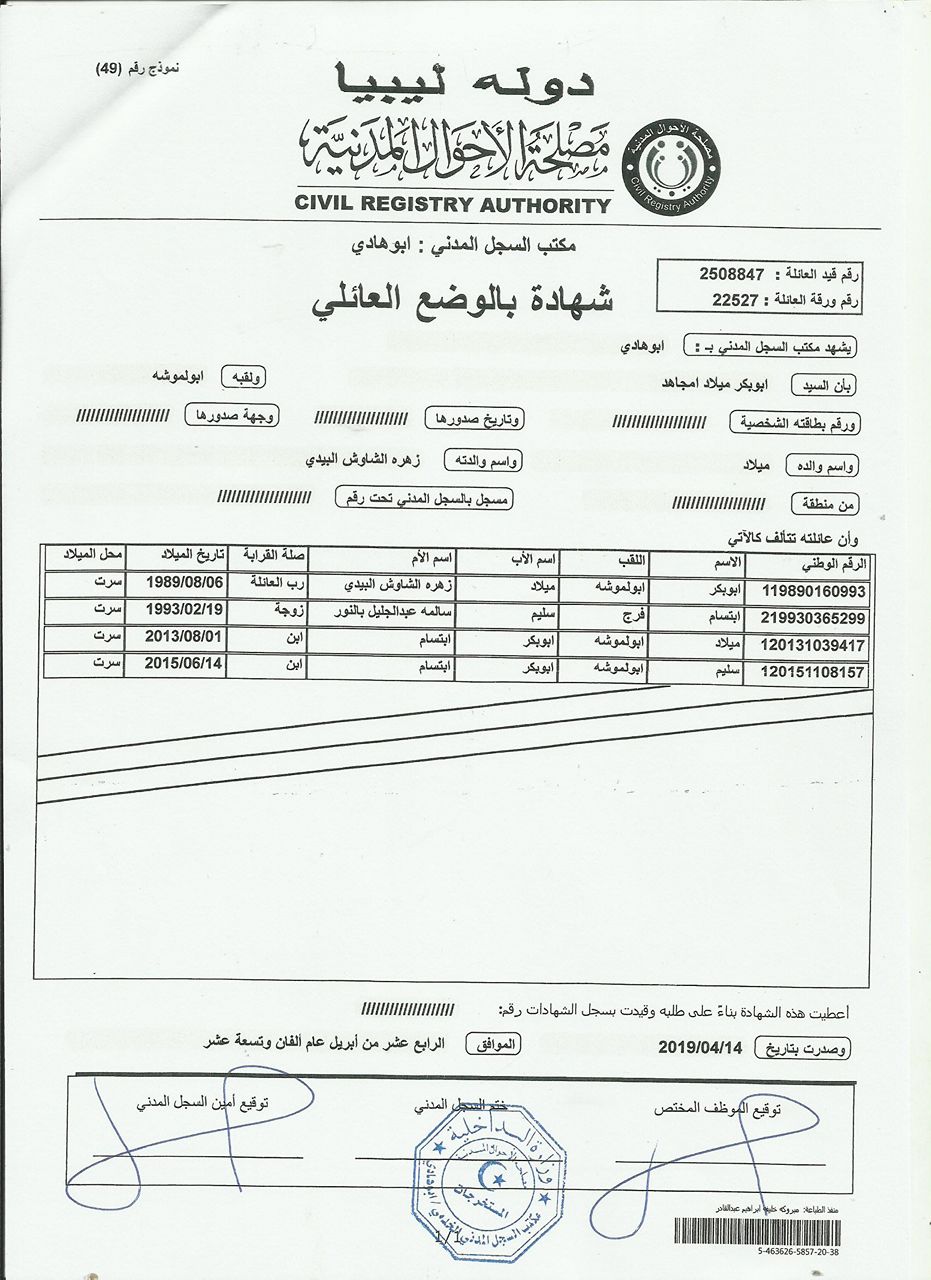 نموذج رقم (49)
دولة ليبيا
مصلحة الأحوال المدنية
CIVIL REGISTRY AUTHORITY
مصلحة الاحوال المدنية
Civil Registry Authority
مكتب السجل المدني : ابوهادي
رقم قيد العائلة : 2508847
رقم ورقة العائلة : 22527
شهادة بالوضع العائلي
يشهد مكتب السجل المدني بـ : ابوهادي
بأن السيد ابوبكر ميلاد امجاهد ولقبه ابولموشه
ورقم بطاقته الشخصية /////////////////// وتاريخ صدورها /////////////////// وجهة صدورها ///////////////////
واسم والده ميلاد واسم والدته زهره الشاوش البيدي
من منطقة /////////////////// مسجل بالسجل المدني تحت رقم ///////////////////
وأن عائلته تتألف كالآتي
الرقم الوطني الاسم اللقب اسم الأب اسم الأم صلة القرابة تاريخ الميلاد محل الميلاد
119890160993 ابوبكر ابولموشه ميلاد زهره الشاوش البيدي رب العائلة 1989/08/06 سرت
219930365299 ابتسام فرج سليم سالمه عبدالجليل بالنور زوجة 1993/02/19 سرت
120131039417 ميلاد ابولموشه ابوبكر ابتسام ابن 2013/08/01 سرت
120151108157 سليم ابولموشه ابوبكر ابتسام ابن 2015/06/14 سرت
أعطيت هذه الشهادة بناءً على طلبه وقيدت بسجل الشهادات رقم: ///////////////////
وصدرت بتاريخ 2019/04/14 الموافق الرابع عشر من أبريل عام ألفان وتسعة عشر
توقيع الموظف المختص ختم السجل المدني توقيع أمين السجل المدني
وزارة الداخلية
مصلحة الأحوال المدنية
المستخرجات
1/1
منفذ الطباعة: مبروكه خليفه ابراهيم عبدالقادر
5-463626-5857-20-38